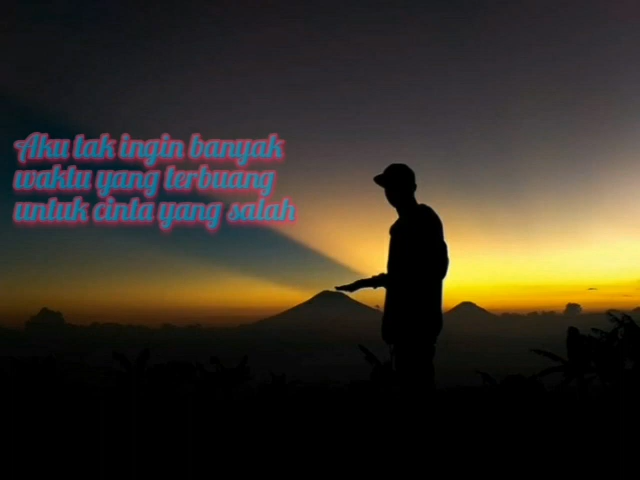 Aku tak ingin banyak
waktu yang terbuang
untuk cinta yang salah